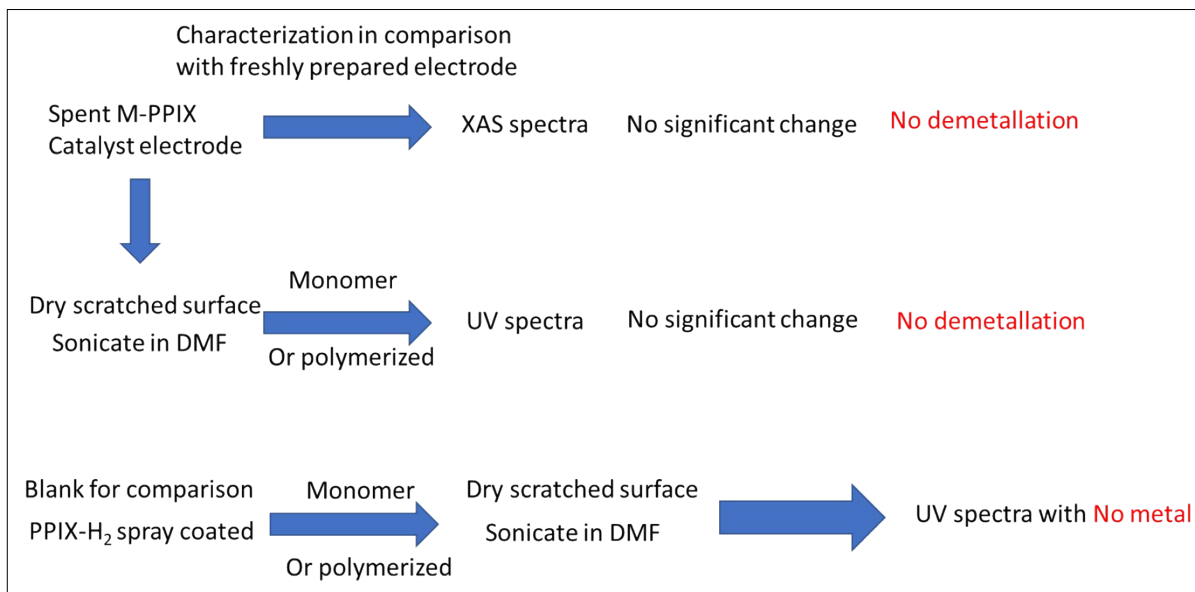 Characterization in comparison
with freshly prepared electrode
Spent M-PPIX
Catalyst electrode
XAS spectra
No significant change
No demetallation
Dry scratched surface
Sonicate in DMF
Monomer
Or polymerized
UV spectra
No significant change
No demetallation
Blank for comparison
PPIX-H₂ spray coated
Monomer
Or polymerized
Dry scratched surface
Sonicate in DMF
UV spectra with No metal